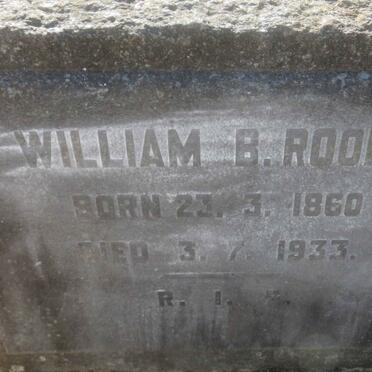 WILLIAM B.
BORN 23. 3. 1860
DIED 3. 7. 1933.
R. I. P.